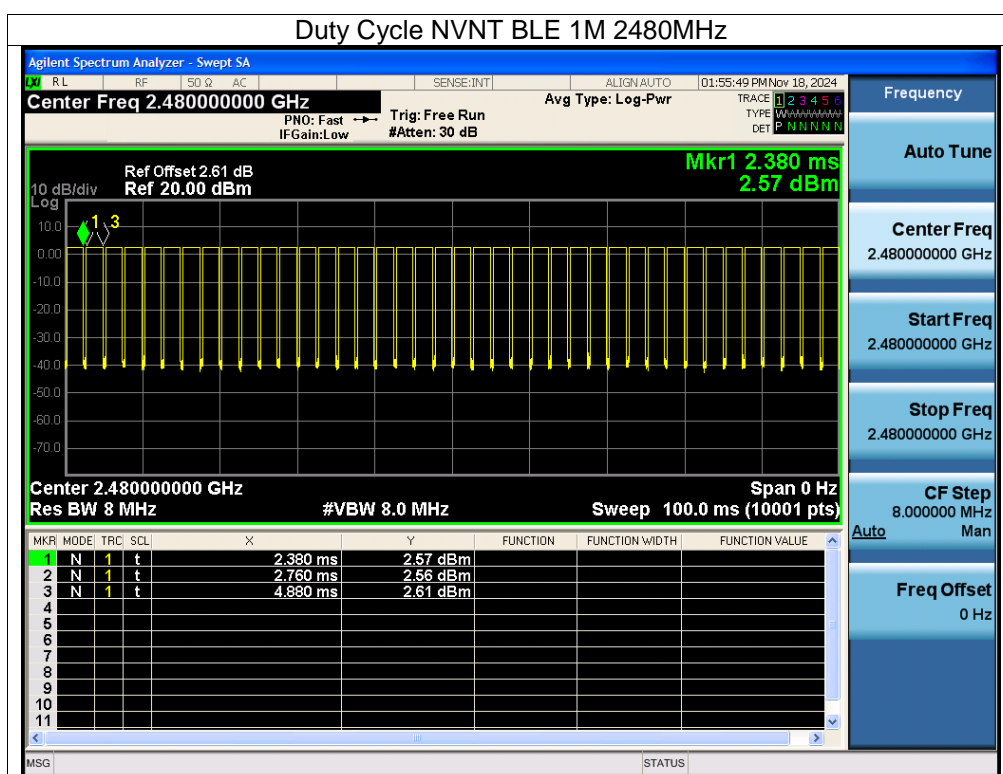 Duty Cycle NVNT BLE 1M 2480MHz
Agilent Spectrum Analyzer - Swept SA
LXI RL RF 50 Ω AC SENSE:INT ALIGN AUTO 01:55:49 PM Nov 18, 2024
Center Freq 2.480000000 GHz
PNO: Fast
IFGain:Low
Trig: Free Run
#Atten: 30 dB
Avg Type: Log-Pwr
TRACE 1 2 3 4 5 6
TYPE WWWWWW
DET P N N N N N
Frequency
Auto Tune
Center Freq
2.480000000 GHz
Start Freq
2.480000000 GHz
Stop Freq
2.480000000 GHz
CF Step
8.000000 MHz
Auto Man
Freq Offset
0 Hz
Mkr1 2.380 ms
2.57 dBm
Ref Offset 2.61 dB
10 dB/div Ref 20.00 dBm
Log
1 3
10.0
0.00
-10.0
-20.0
-30.0
-40.0
-50.0
-60.0
-70.0
Center 2.480000000 GHz Span 0 Hz
Res BW 8 MHz #VBW 8.0 MHz Sweep 100.0 ms (10001 pts)
MKR MODE TRC SCL X Y FUNCTION FUNCTION WIDTH FUNCTION VALUE
1 N 1 t 2.380 ms 2.57 dBm
2 N 1 t 2.760 ms 2.56 dBm
3 N 1 t 4.880 ms 2.61 dBm
4
5
6
7
8
9
10
11
MSG STATUS